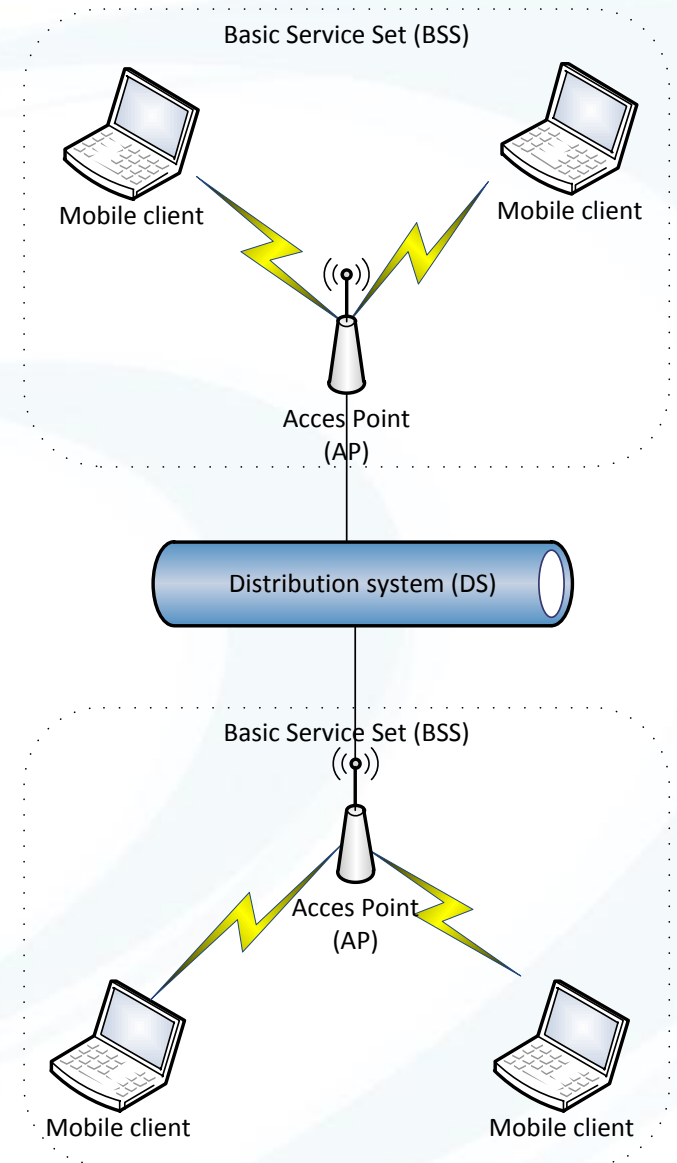 Basic Service Set (BSS)
Mobile client
Mobile client
Acces Point
(AP)
Distribution system (DS)
Basic Service Set (BSS)
Acces Point
(AP)
Mobile client
Mobile client